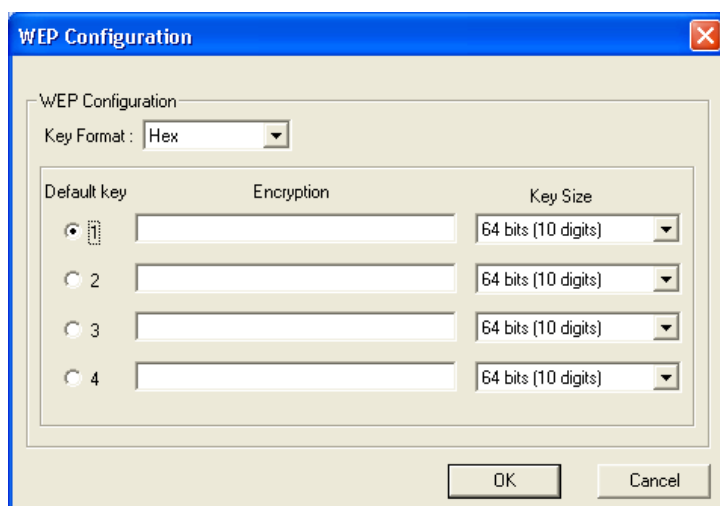 WEP Configuration
WEP Configuration
Key Format : Hex
Default key Encryption Key Size
1 64 bits (10 digits)
2 64 bits (10 digits)
3 64 bits (10 digits)
4 64 bits (10 digits)
OK Cancel